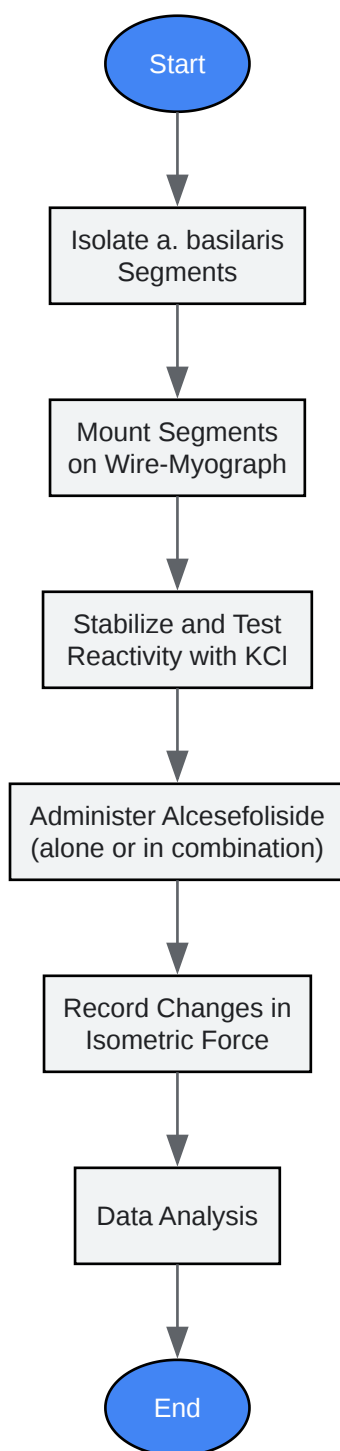 Start
Isolate a. basilaris
Segments
Mount Segments
on Wire-Myograph
Stabilize and Test
Reactivity with KCl
Administer Alcesefoliside
(alone or in combination)
Record Changes in
Isometric Force
Data Analysis
End